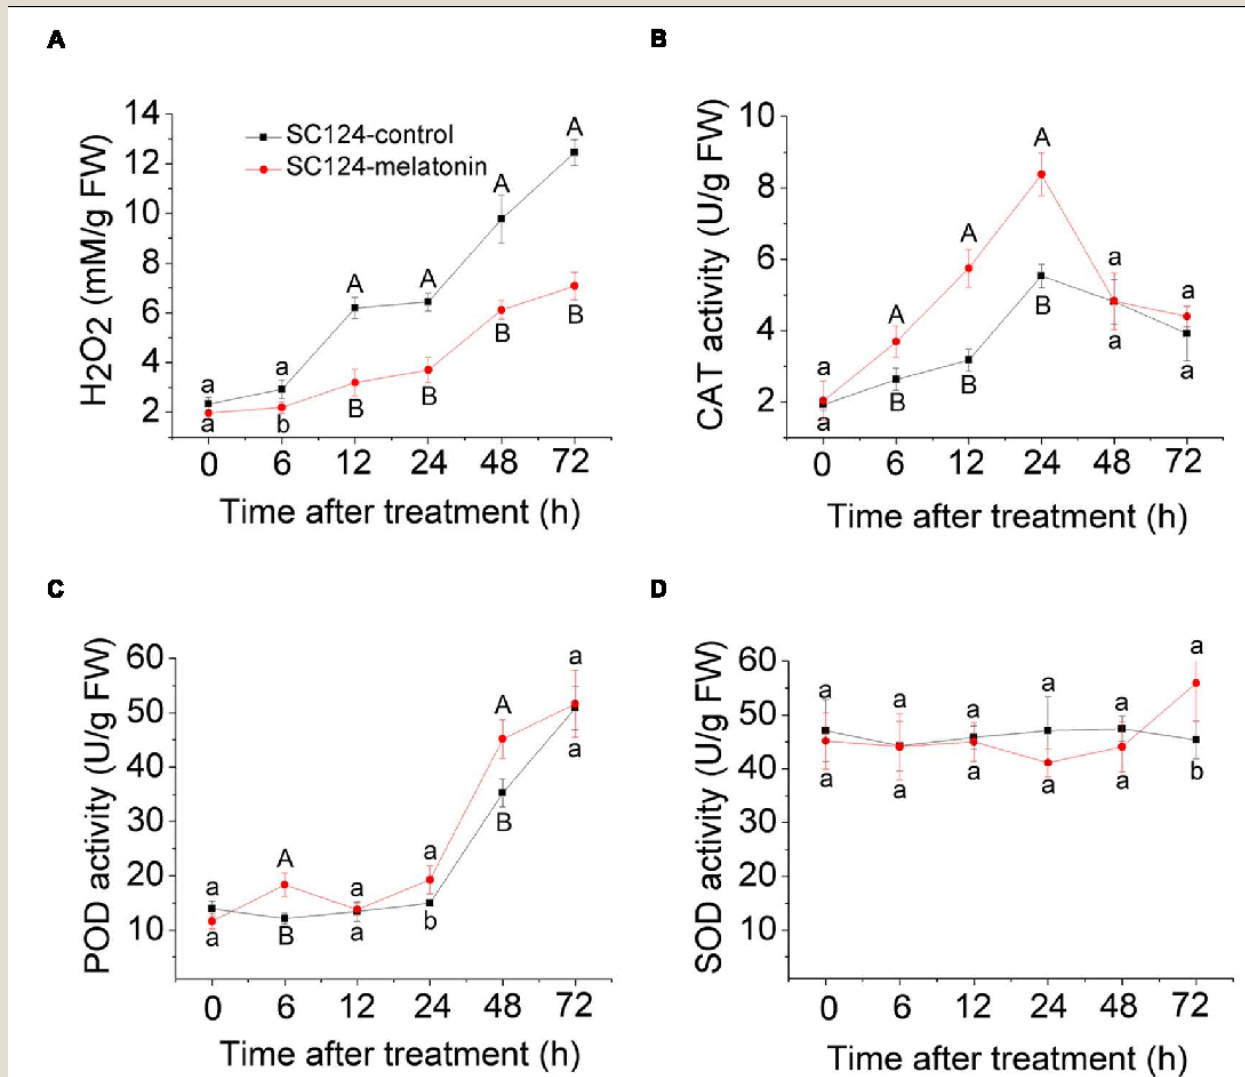 A
H2O2 (mM/g FW)
14
12
10
8
6
4
2
SC124-control
SC124-melatonin
a a A A A A
a b B B B B
0 6 12 24 48 72
Time after treatment (h)
B
CAT activity (U/g FW)
10
8
6
4
2
a A A A a a
a B B B a a
0 6 12 24 48 72
Time after treatment (h)
C
POD activity (U/g FW)
60
50
40
30
20
10
a A a a A a
a B a b B a
0 6 12 24 48 72
Time after treatment (h)
D
SOD activity (U/g FW)
60
50
40
30
20
10
a a a a a a
a a a a a b
0 6 12 24 48 72
Time after treatment (h)